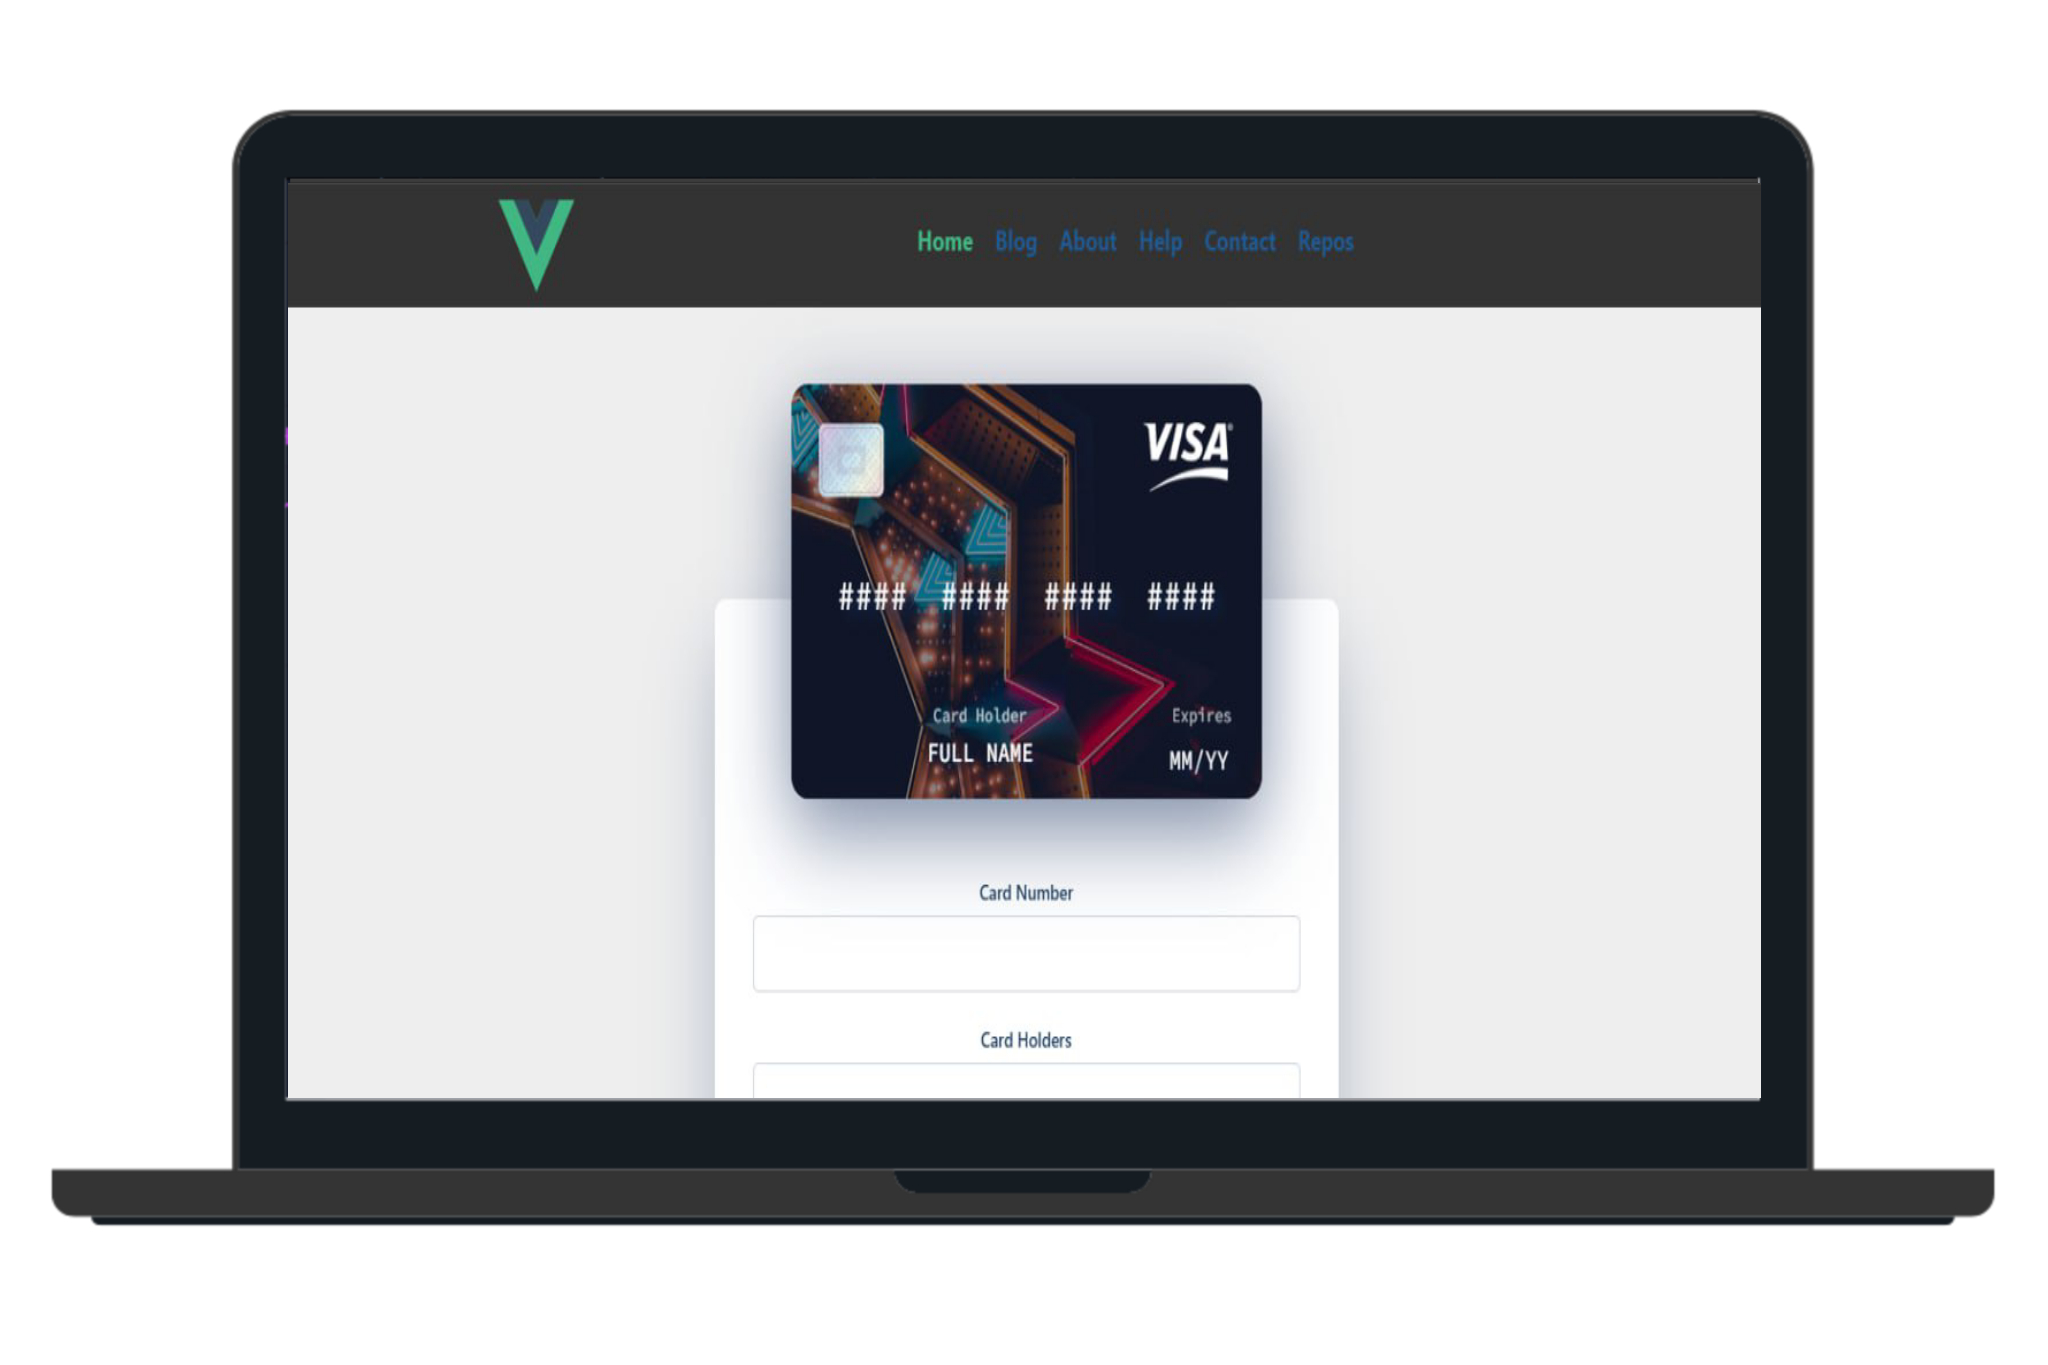 Home Blog About Help Contact Repos
VISA
#### #### #### ####
Card Holder Expires
FULL NAME MM/YY
Card Number
Card Holders